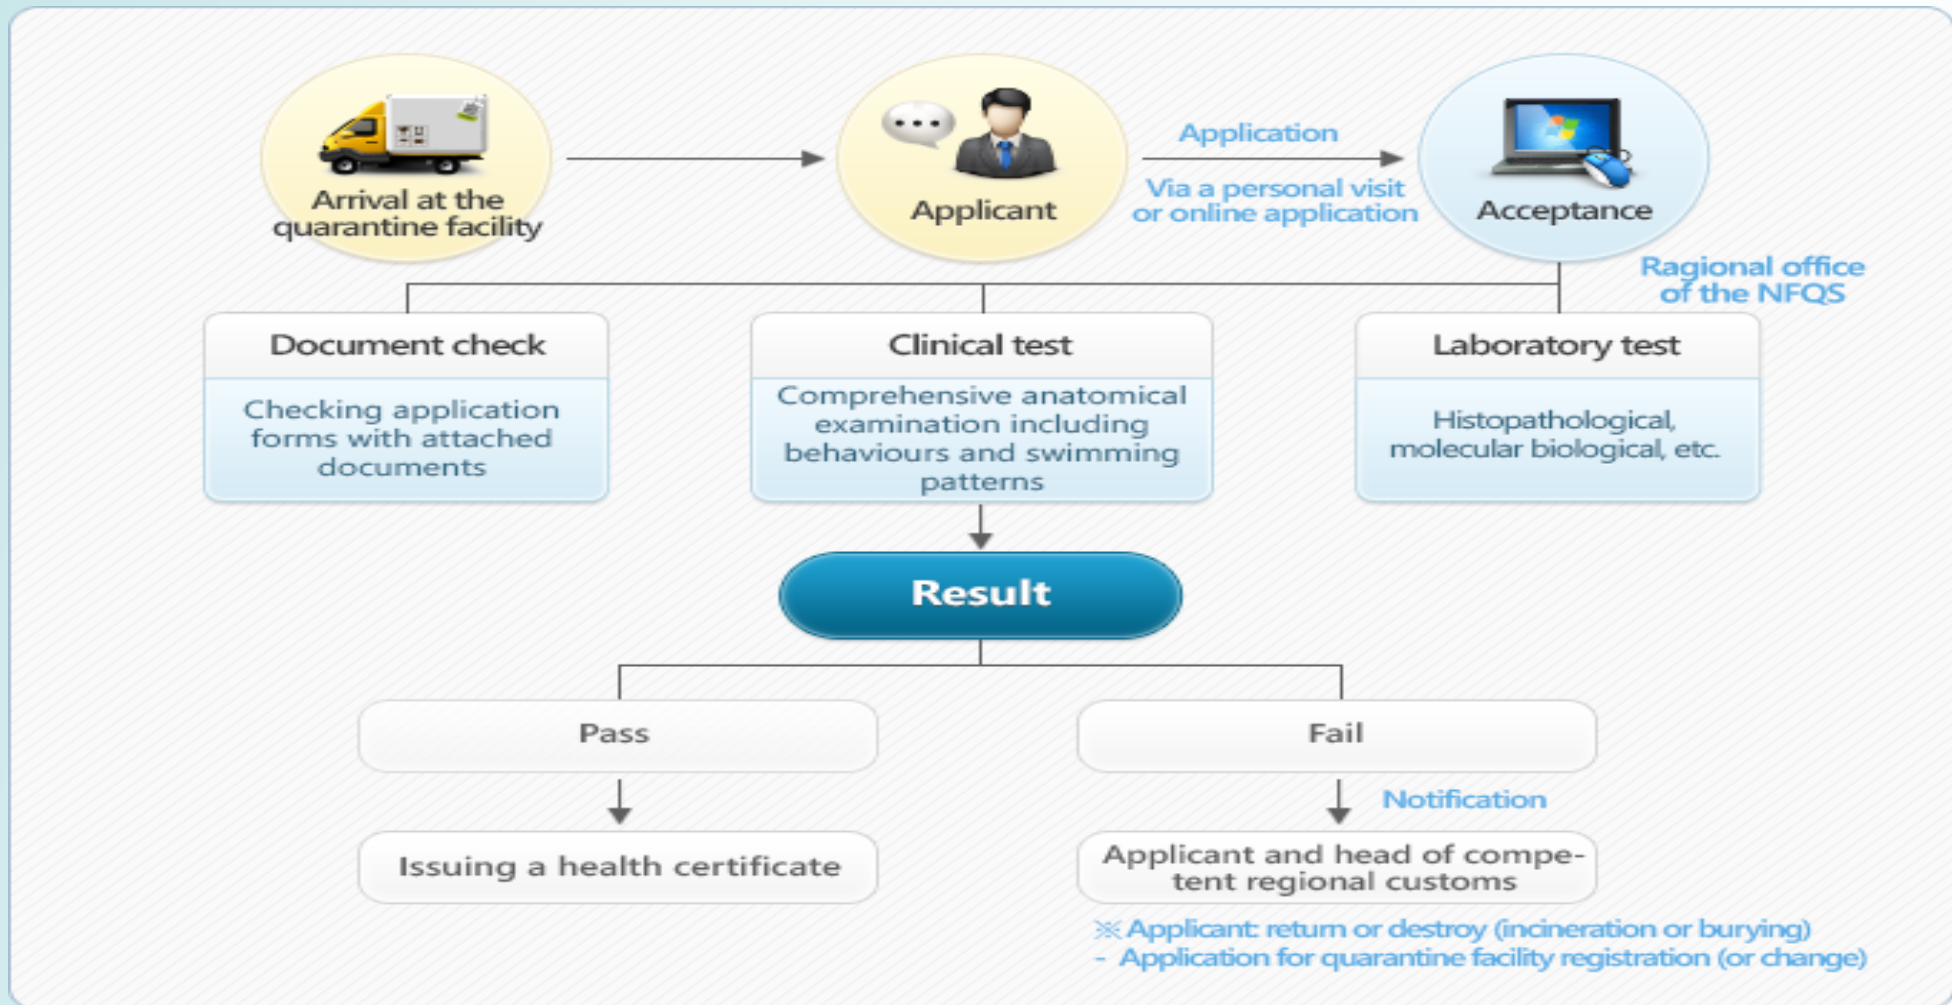 Arrival at the
quarantine facility
Applicant
Application
Via a personal visit
or online application
Acceptance
Ragional office
of the NFQS
Document check
Checking application
forms with attached
documents
Clinical test
Comprehensive anatomical
examination including
behaviours and swimming
patterns
Laboratory test
Histopathological,
molecular biological, etc.
Result
Pass
Fail
Notification
Issuing a health certificate
Applicant and head of compe-
tent regional customs
※ Applicant: return or destroy (incineration or burying)
- Application for quarantine facility registration (or change)